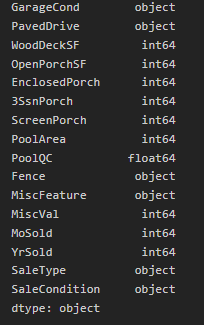 GarageCond object
PavedDrive object
WoodDeckSF int64
OpenPorchSF int64
EnclosedPorch int64
3SsnPorch int64
ScreenPorch int64
PoolArea int64
PoolQC float64
Fence object
MiscFeature object
MiscVal int64
MoSold int64
YrSold int64
SaleType object
SaleCondition object
dtype: object